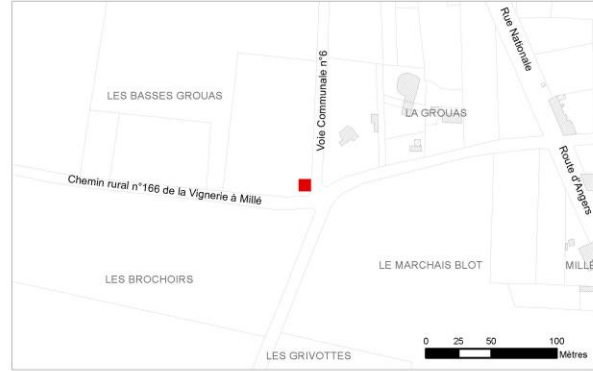 Rue Nationale
Voie Communale n°6
LES BASSES GROUAS
LA GROUAS
Route d'Angers
Chemin rural n°166 de la Vignerie à Millé
LE MARCHAIS BLOT
MILLÉ
LES BROCHOIRS
0 25 50 100
Mètres
LES GRIVOTTES